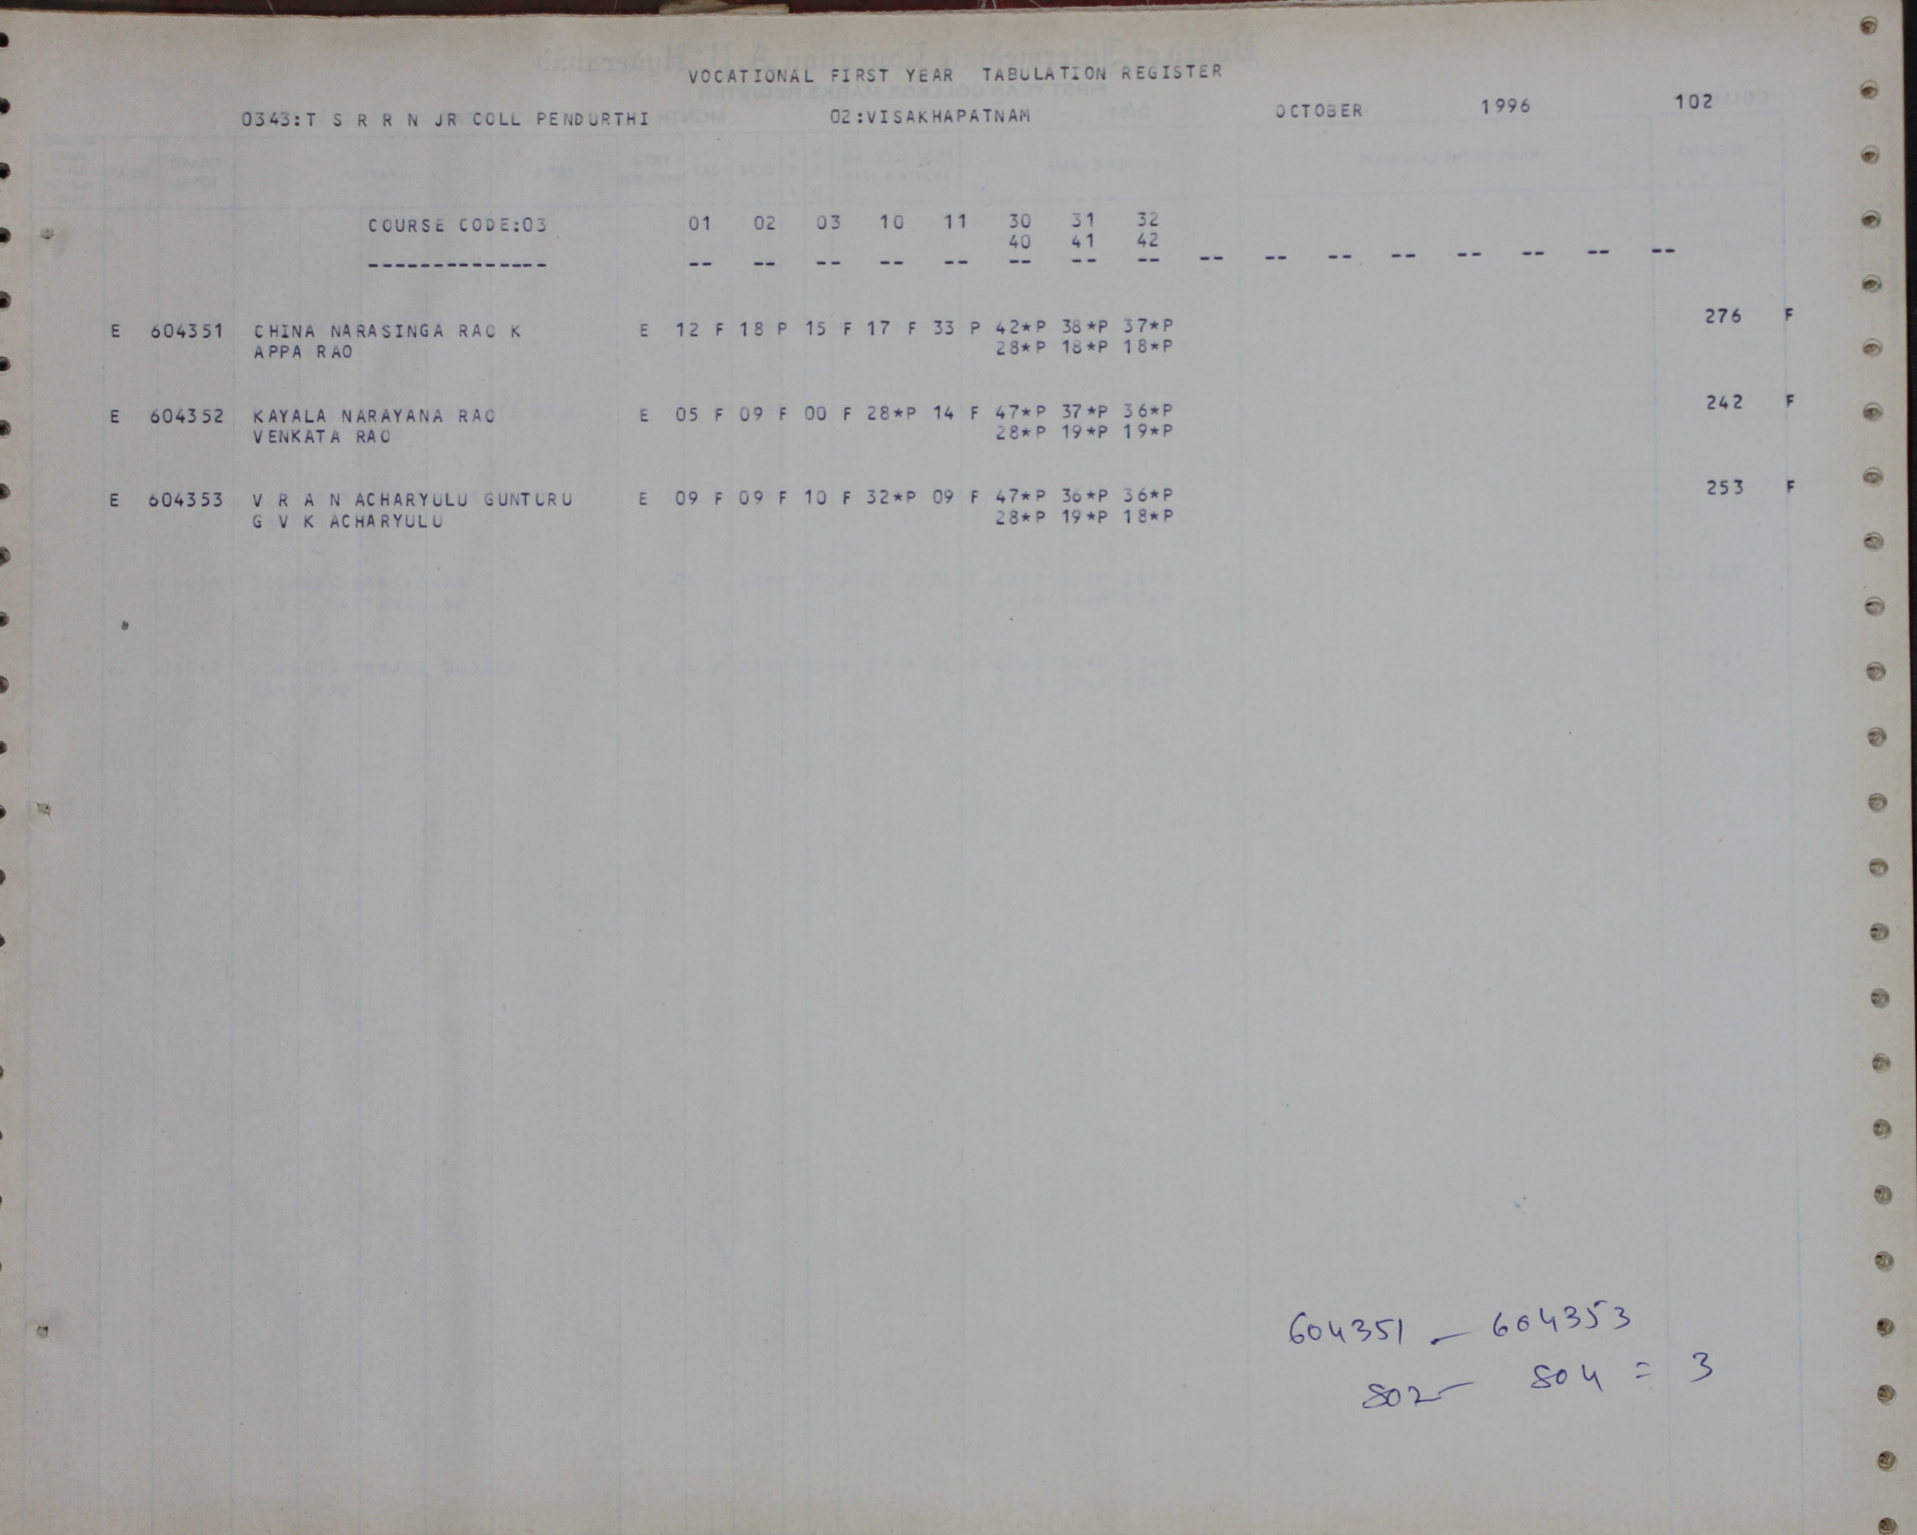 VOCATIONAL FIRST YEAR TABULATION REGISTER
0343:T S R R N JR COLL PENDURTHI 02:VISAKHAPATNAM OCTOBER 1996 102
COURSE CODE:03 01 02 03 10 11 30 31 32
40 41 42
-------------- -- -- -- -- -- -- -- -- -- -- -- -- -- -- -- --
E 604351 CHINA NARASINGA RAO K E 12 F 18 P 15 F 17 F 33 P 42*P 38*P 37*P 276 F
APPA RAO 28*P 18*P 18*P
E 604352 KAYALA NARAYANA RAO E 05 F 09 F 00 F 28*P 14 F 47*P 37*P 36*P 242 F
VENKATA RAO 28*P 19*P 19*P
E 604353 V R A N ACHARYULU GUNTURU E 09 F 09 F 10 F 32*P 09 F 47*P 36*P 36*P 253 F
G V K ACHARYULU 28*P 19*P 18*P
604351 - 604353
802 - 804 = 3